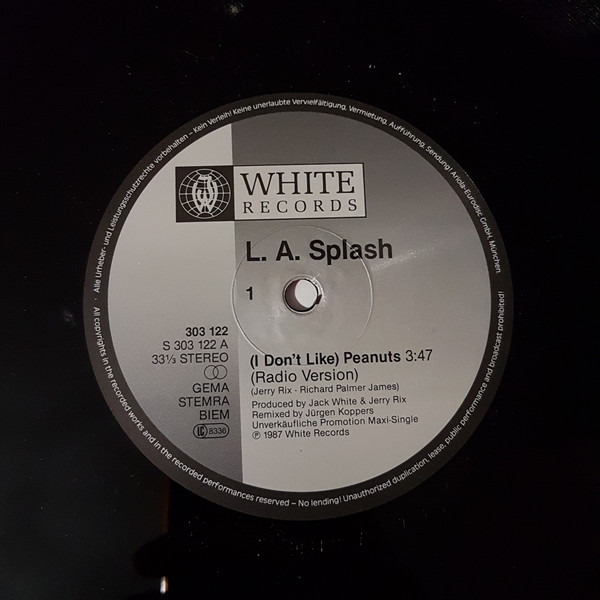 Alle Urheber- und Leistungsschutzrechte vorbehalten – Kein Verleih! Keine unerlaubte Vervielfältigung, Vermietung, Aufführung, Sendung! Ariola-Eurodisc GmbH, München.
WHITE
RECORDS
L. A. Splash
1
303 122
S 303 122 A
33⅓ STEREO
GEMA
STEMRA
BIEM
LC 8336
(I Don't Like) Peanuts 3:47
(Radio Version)
(Jerry Rix - Richard Palmer James)
Produced by Jack White & Jerry Rix
Remixed by Jürgen Koppers
Unverkäufliche Promotion Maxi-Single
℗ 1987 White Records
All copyrights in the recorded works and in the recorded performances reserved – No lending! Unauthorized duplication, lease, public performance and broadcast prohibited!